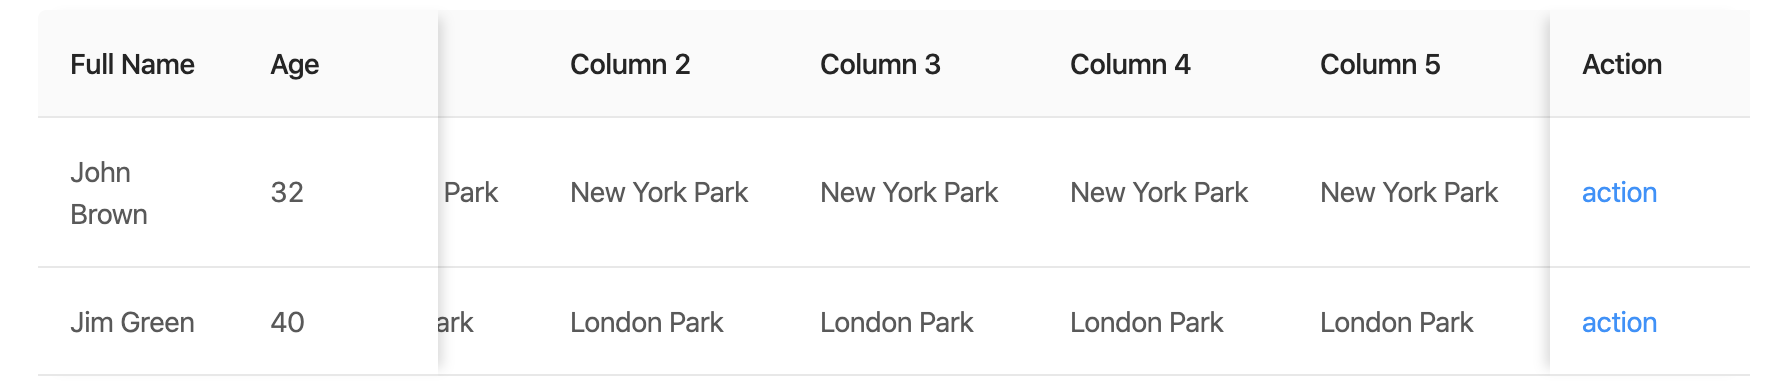 Full Name Age Column 2 Column 3 Column 4 Column 5 Action
John
Brown
32 Park New York Park New York Park New York Park New York Park action
Jim Green 40 ark London Park London Park London Park London Park action